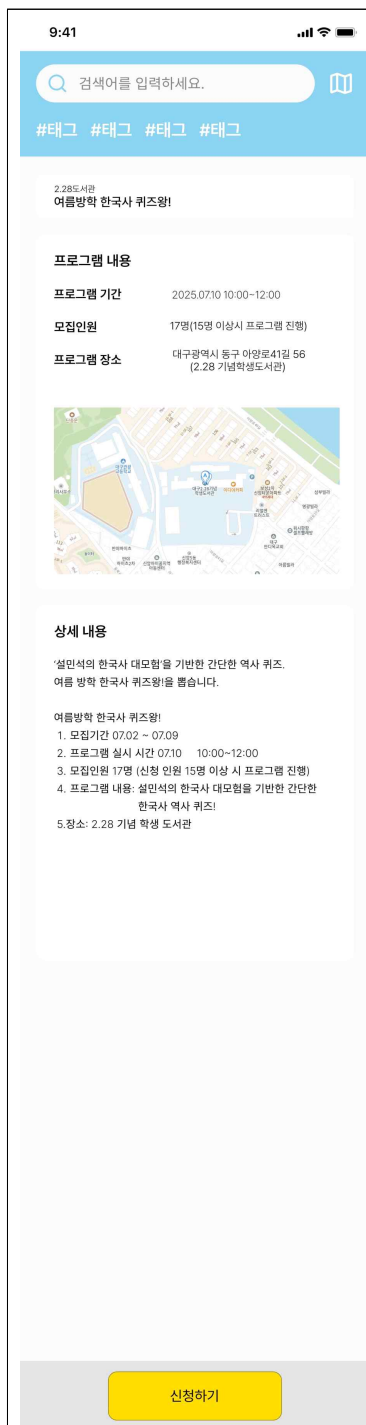 9:41
검색어를 입력하세요.
#태그 #태그 #태그 #태그
2.28도서관
여름방학 한국사 퀴즈왕!
프로그램 내용
프로그램 기간 2025.07.10 10:00~12:00
모집인원 17명(15명 이상시 프로그램 진행)
프로그램 장소 대구광역시 동구 아양로41길 56
(2.28 기념학생도서관)
상세 내용
‘설민석의 한국사 대모험’을 기반한 간단한 역사 퀴즈.
여름 방학 한국사 퀴즈왕!을 뽑습니다.
여름방학 한국사 퀴즈왕!
1. 모집기간 07.02 ~ 07.09
2. 프로그램 실시 시간 07.10 10:00~12:00
3. 모집인원 17명 (신청 인원 15명 이상 시 프로그램 진행)
4. 프로그램 내용: 설민석의 한국사 대모험을 기반한 간단한
한국사 역사 퀴즈!
5.장소: 2.28 기념 학생 도서관
신청하기